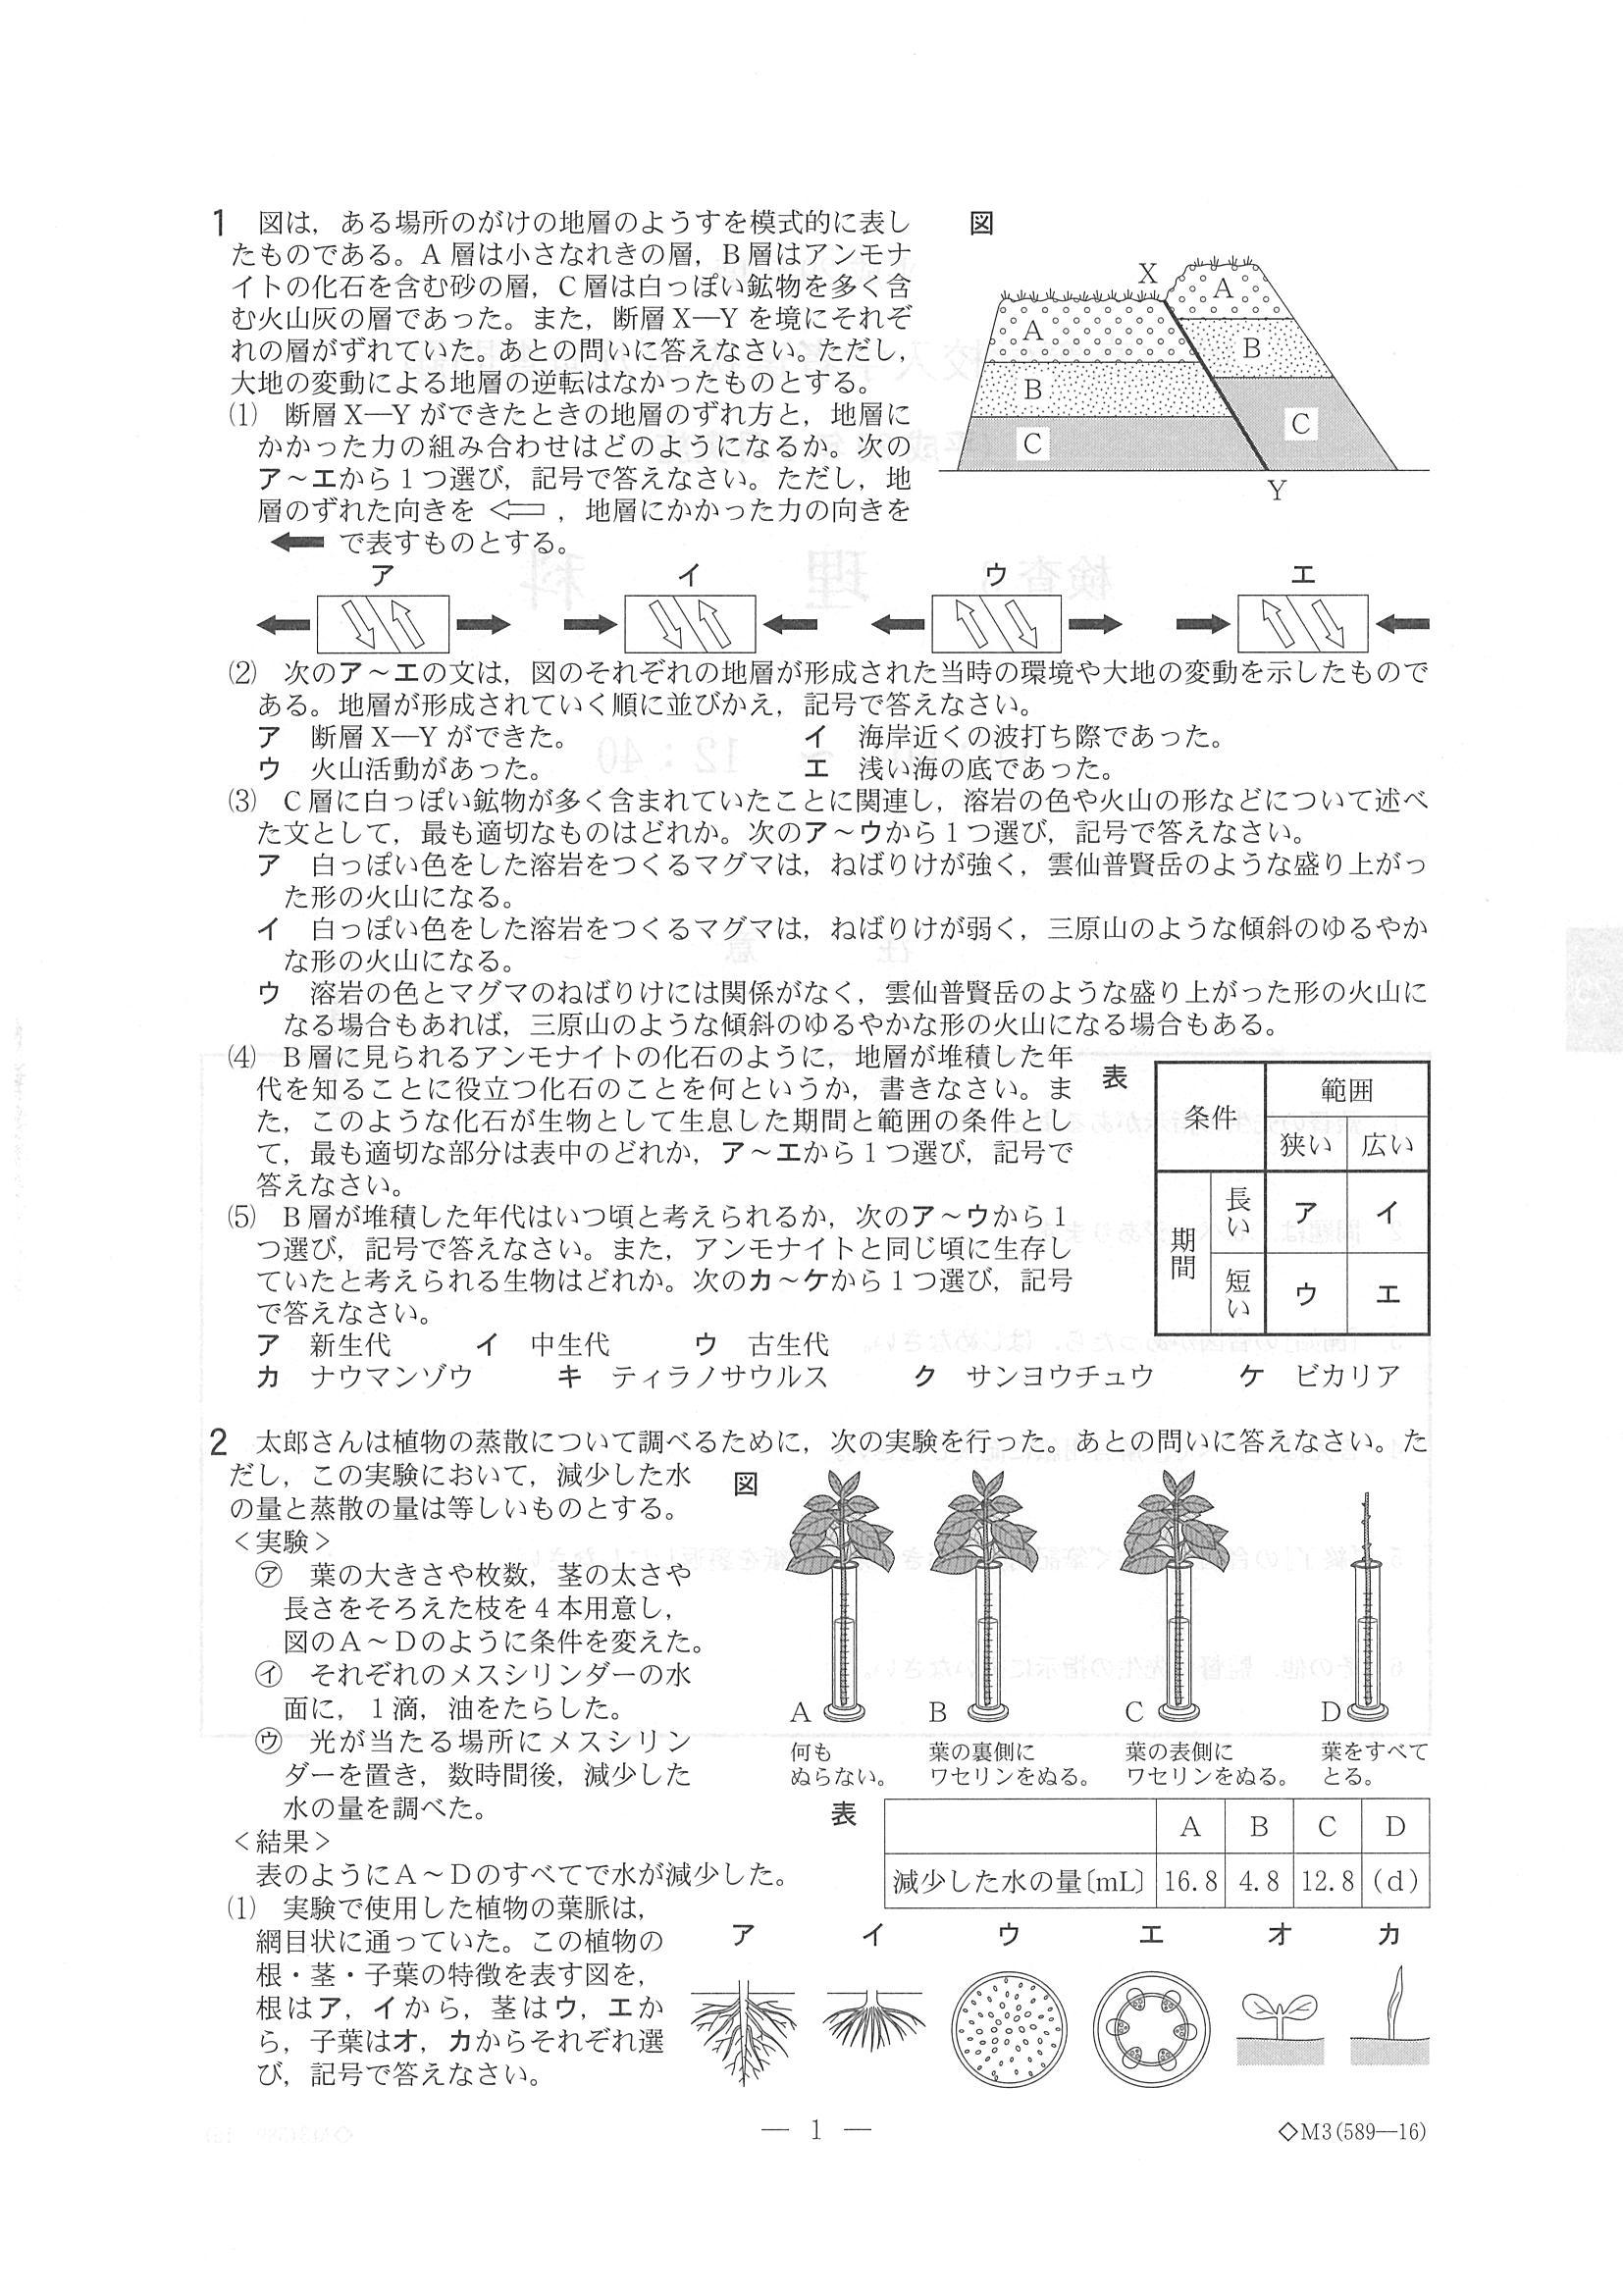 1　図は，ある場所のがけの地層のようすを模式的に表し
たものである。A 層は小さなれきの層，B 層はアンモナ
イトの化石を含む砂の層，C 層は白っぽい鉱物を多く含
む火山灰の層であった。また，断層 X―Y を境にそれぞ
れの層がずれていた。あとの問いに答えなさい。ただし，
大地の変動による地層の逆転はなかったものとする。
図
X
A
A
B
B
C
C
Y
⑴　断層 X―Y ができたときの地層のずれ方と，地層に
かかった力の組み合わせはどのようになるか。次の
ア～エから 1 つ選び，記号で答えなさい。ただし，地
層のずれた向きを ⇦ ，地層にかかった力の向きを
← で表すものとする。
ア　イ　ウ　エ
⑵　次のア～エの文は，図のそれぞれの地層が形成された当時の環境や大地の変動を示したもので
ある。地層が形成されていく順に並びかえ，記号で答えなさい。
ア　断層 X―Y ができた。　イ　海岸近くの波打ち際であった。
ウ　火山活動があった。　エ　浅い海の底であった。
⑶　C 層に白っぽい鉱物が多く含まれていたことに関連し，溶岩の色や火山の形などについて述べ
た文として，最も適切なものはどれか。次のア～ウから 1 つ選び，記号で答えなさい。
ア　白っぽい色をした溶岩をつくるマグマは，ねばりけが強く，雲仙普賢岳のような盛り上がっ
た形の火山になる。
イ　白っぽい色をした溶岩をつくるマグマは，ねばりけが弱く，三原山のような傾斜のゆるやか
な形の火山になる。
ウ　溶岩の色とマグマのねばりけには関係がなく，雲仙普賢岳のような盛り上がった形の火山に
なる場合もあれば，三原山のような傾斜のゆるやかな形の火山になる場合もある。
⑷　B 層に見られるアンモナイトの化石のように，地層が堆積した年
代を知ることに役立つ化石のことを何というか，書きなさい。ま
た，このような化石が生物として生息した期間と範囲の条件とし
て，最も適切な部分は表中のどれか，ア～エから 1 つ選び，記号で
答えなさい。
表
条件　範囲
狭い　広い
期間　長い　ア　イ
短い　ウ　エ
⑸　B 層が堆積した年代はいつ頃と考えられるか，次のア～ウから 1
つ選び，記号で答えなさい。また，アンモナイトと同じ頃に生存し
ていたと考えられる生物はどれか。次のカ～ケから 1 つ選び，記号
で答えなさい。
ア　新生代　イ　中生代　ウ　古生代
カ　ナウマンゾウ　キ　ティラノサウルス　ク　サンヨウチュウ　ケ　ビカリア
2　太郎さんは植物の蒸散について調べるために，次の実験を行った。あとの問いに答えなさい。た
だし，この実験において，減少した水
の量と蒸散の量は等しいものとする。
＜実験＞
㋐　葉の大きさや枚数，茎の太さや
長さをそろえた枝を 4 本用意し，
図のA～Dのように条件を変えた。
㋑　それぞれのメスシリンダーの水
面に，1 滴，油をたらした。
㋒　光が当たる場所にメスシリン
ダーを置き，数時間後，減少した
水の量を調べた。
図
A　B　C　D
何も　葉の裏側に　葉の表側に　葉をすべて
ぬらない。　ワセリンをぬる。　ワセリンをぬる。　とる。
＜結果＞
表のようにA～Dのすべてで水が減少した。
表
A　B　C　D
減少した水の量〔mL〕　16.8　4.8　12.8　(d)
⑴　実験で使用した植物の葉脈は，
網目状に通っていた。この植物の
根・茎・子葉の特徴を表す図を，
根はア，イから，茎はウ，エか
ら，子葉はオ，カからそれぞれ選
び，記号で答えなさい。
ア　イ　ウ　エ　オ　カ
― 1 ―
◇M3(589―16)